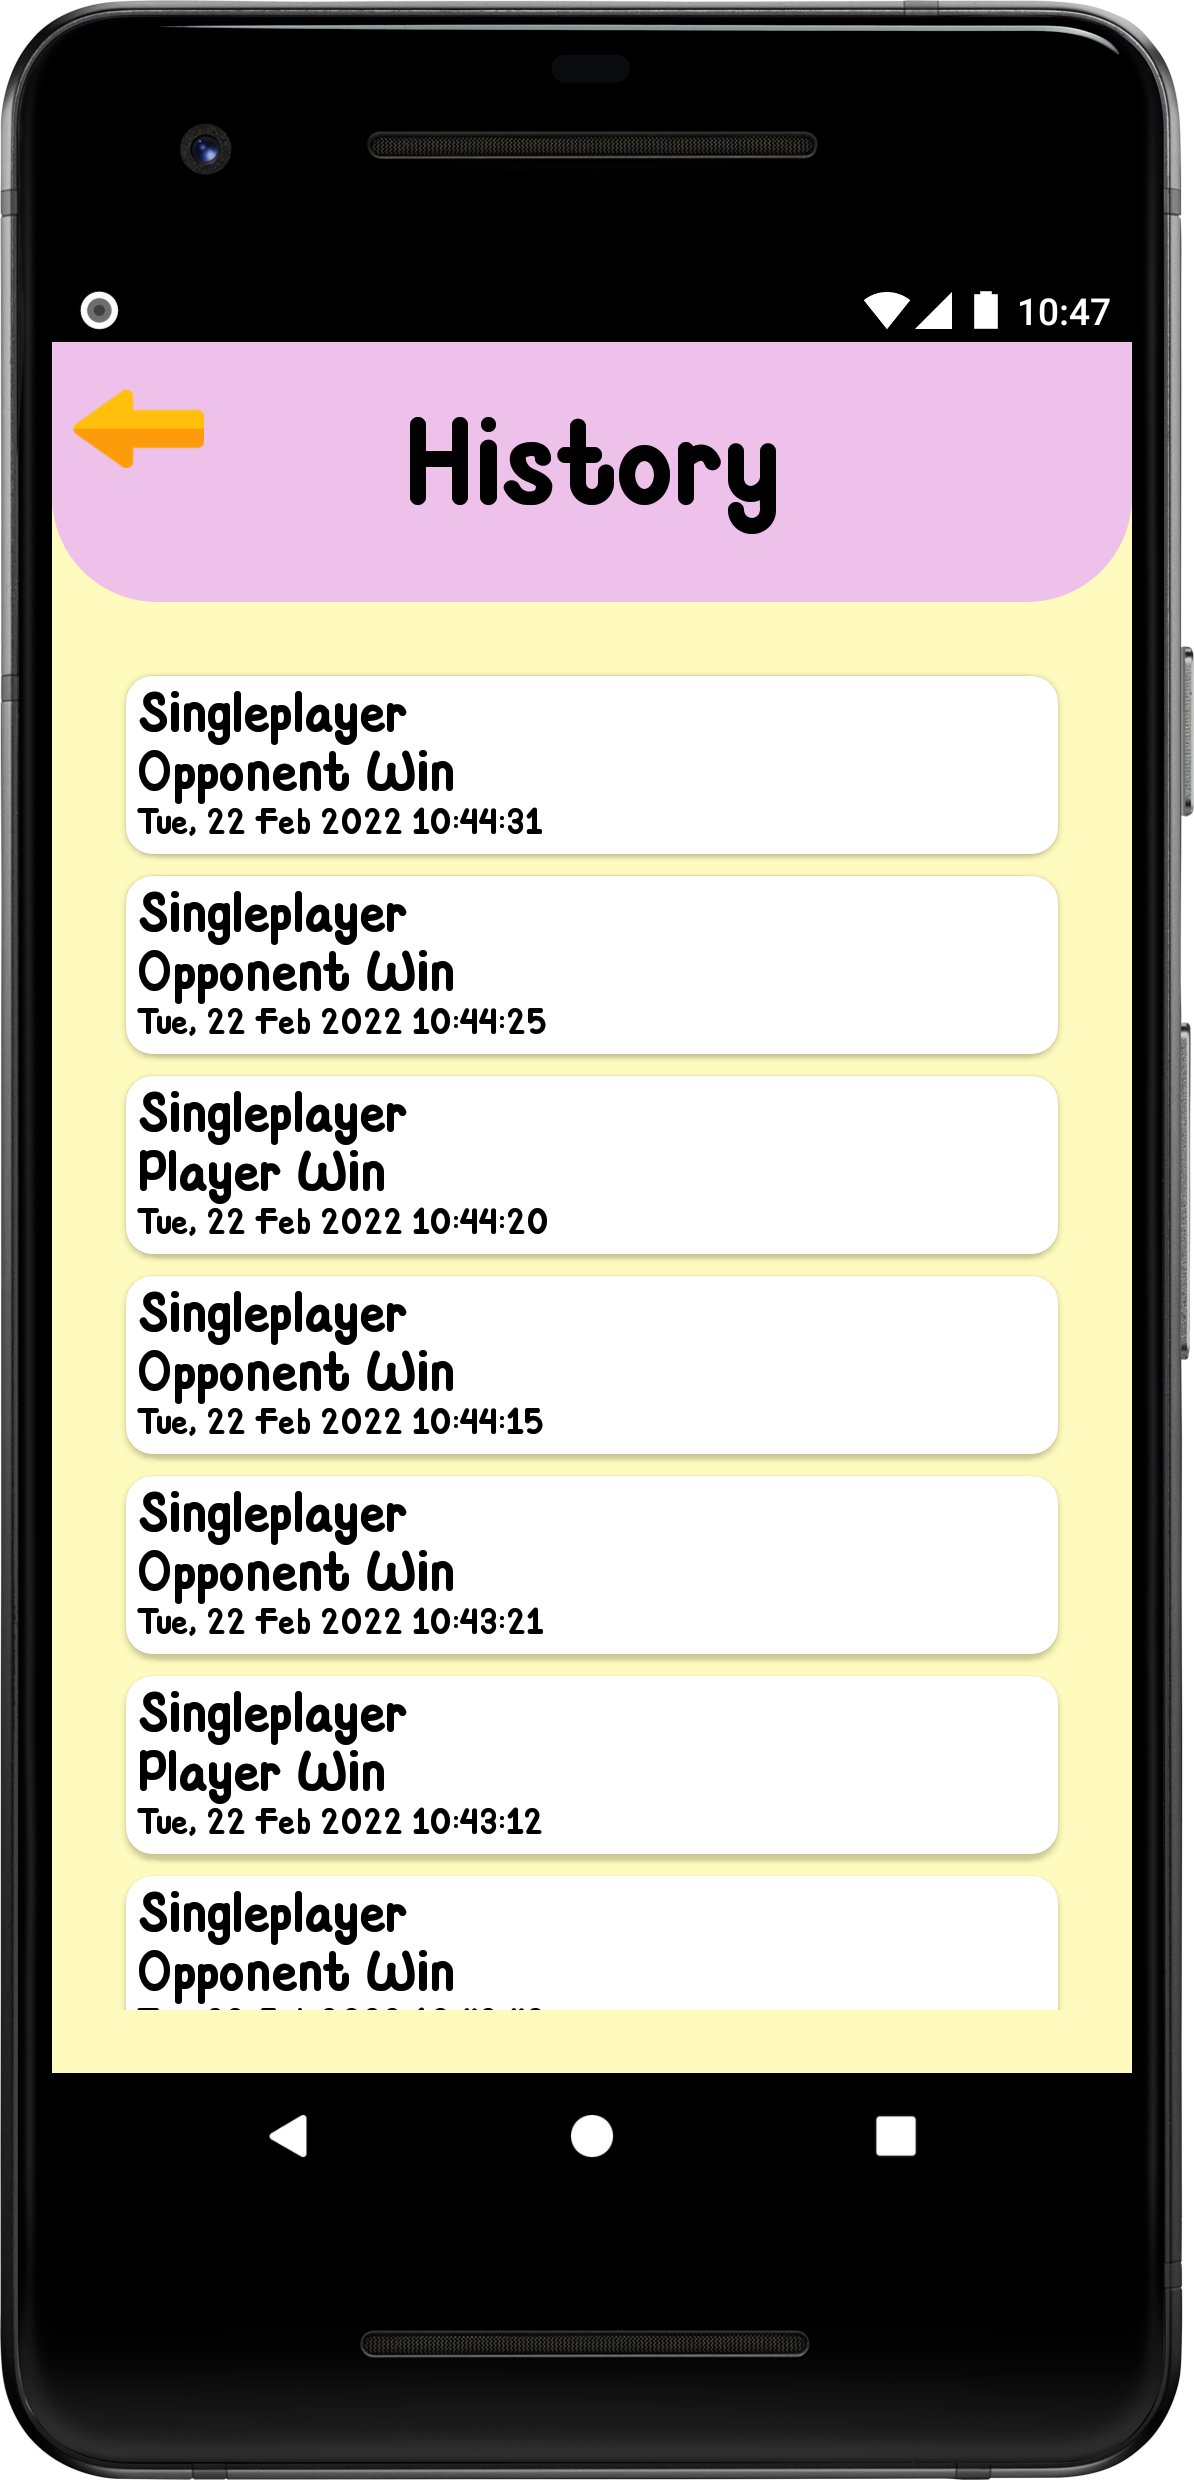 10:47
History
Singleplayer
Opponent Win
Tue, 22 Feb 2022 10:44:31
Singleplayer
Opponent Win
Tue, 22 Feb 2022 10:44:25
Singleplayer
Player Win
Tue, 22 Feb 2022 10:44:20
Singleplayer
Opponent Win
Tue, 22 Feb 2022 10:44:15
Singleplayer
Opponent Win
Tue, 22 Feb 2022 10:43:21
Singleplayer
Player Win
Tue, 22 Feb 2022 10:43:12
Singleplayer
Opponent Win